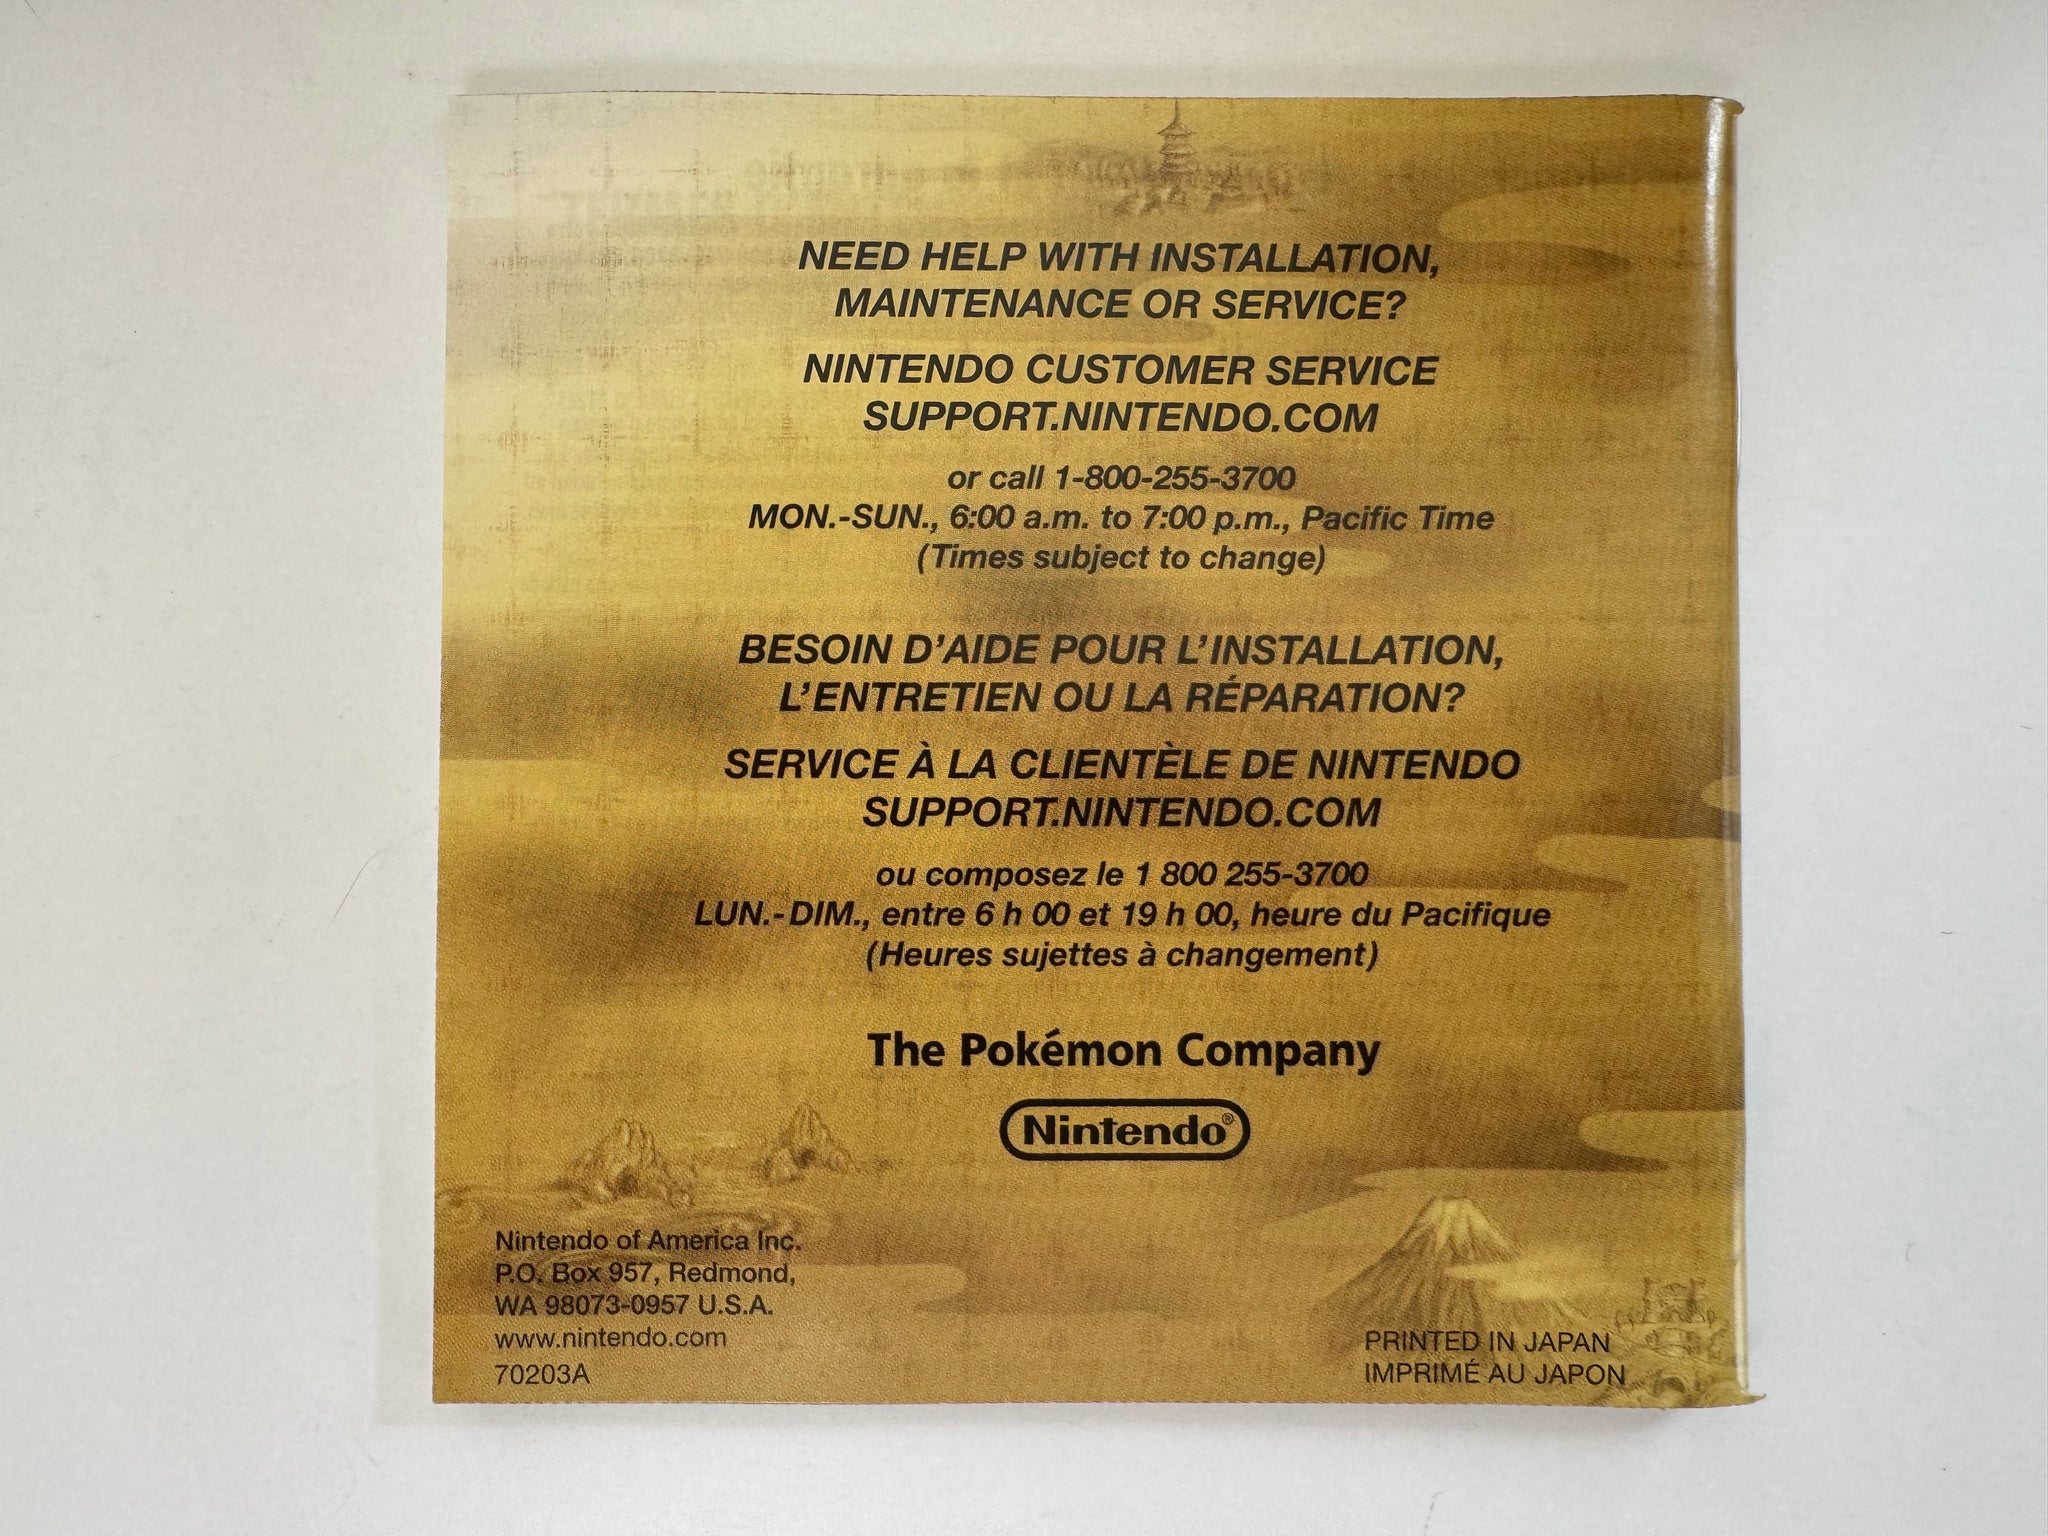 NEED HELP WITH INSTALLATION,
MAINTENANCE OR SERVICE?
NINTENDO CUSTOMER SERVICE
SUPPORT.NINTENDO.COM
or call 1-800-255-3700
MON.-SUN., 6:00 a.m. to 7:00 p.m., Pacific Time
(Times subject to change)
BESOIN D'AIDE POUR L'INSTALLATION,
L'ENTRETIEN OU LA RÉPARATION?
SERVICE À LA CLIENTÈLE DE NINTENDO
SUPPORT.NINTENDO.COM
ou composez le 1 800 255-3700
LUN.-DIM., entre 6 h 00 et 19 h 00, heure du Pacifique
(Heures sujettes à changement)
The Pokémon Company
Nintendo®
Nintendo of America Inc.
P.O. Box 957, Redmond,
WA 98073-0957 U.S.A.
www.nintendo.com
70203A
PRINTED IN JAPAN
IMPRIMÉ AU JAPON